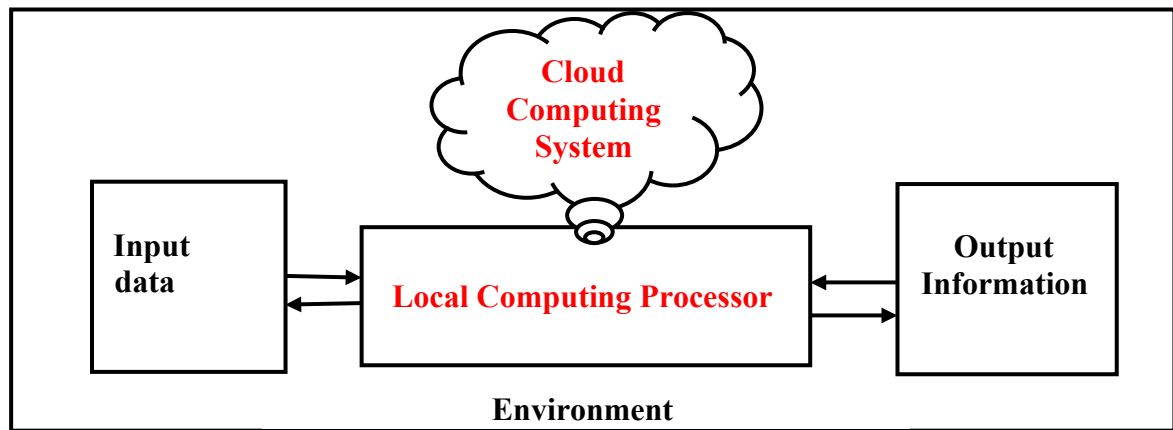 Cloud
Computing
System
Input
data
Local Computing Processor
Output
Information
Environment